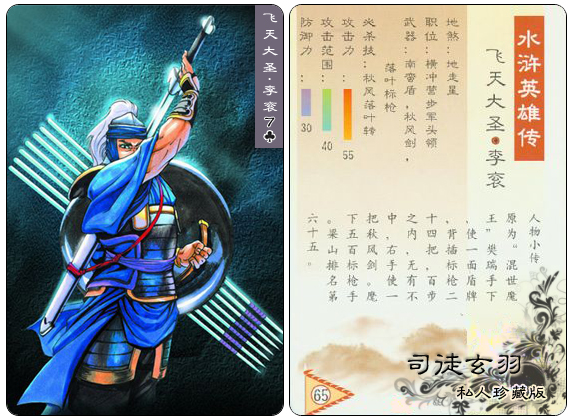 飞天大圣·李衮 7♣
水浒英雄传
飞天大圣·李衮
地煞:地走星
职位:横冲营步军头领
武器:南蛮盾,秋风剑,
落叶标枪
必杀技:秋风落叶转
攻击力: 55
攻击范围: 40
防御力: 30
人物小传
原为“混世魔
王”樊瑞手下
,使一面盾牌
,背插标枪二
十四把,百步
之内,无有不
中,右手使一
把秋风剑。麾
下五百标枪手
。梁山排名第
六十五。
65
司徒玄羽
私人珍藏版